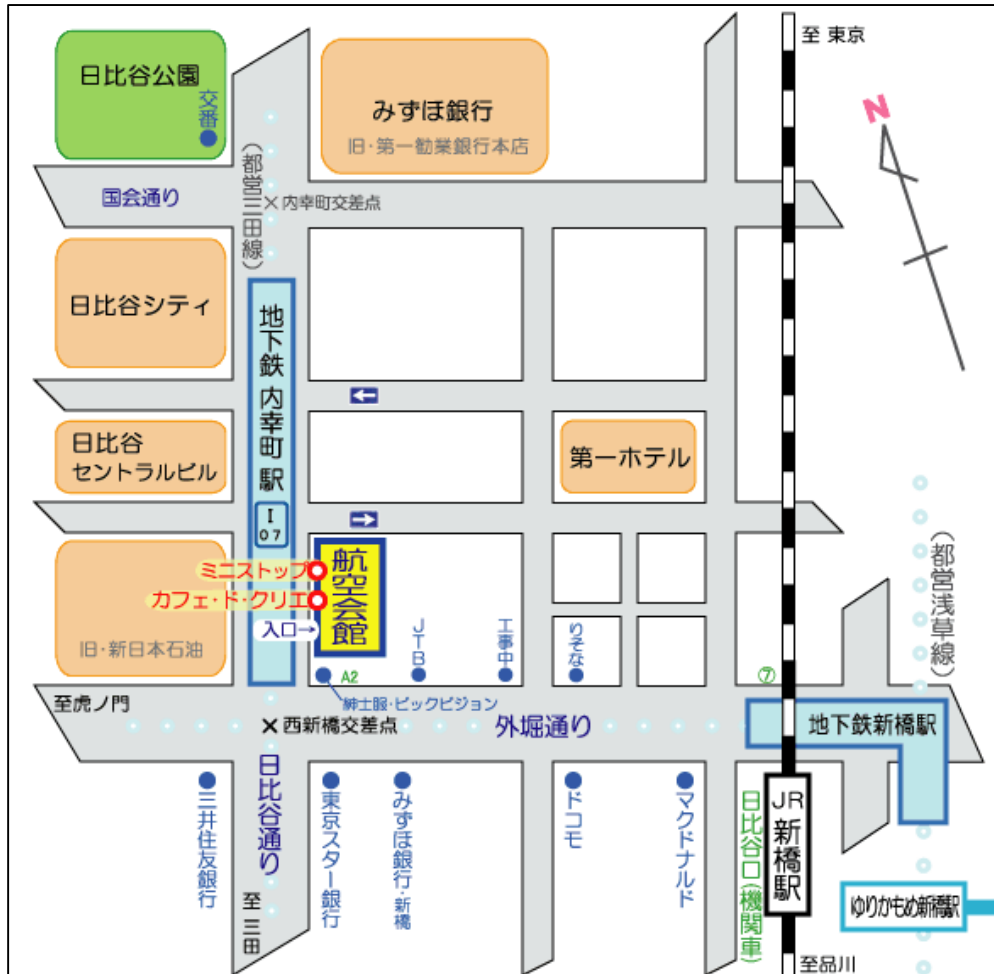 至 東京
日比谷公園
交番
みずほ銀行
旧・第一勧業銀行本店
N
国会通り
(都営三田線)
×内幸町交差点
日比谷シティ
地下鉄 内幸町駅
I
07
←
日比谷
セントラルビル
第一ホテル
→
ミニストップ
カフェ・ド・クリエ
入口→
航空会館
旧・新日本石油
JTB
工事中
りそな
(都営浅草線)
A2
⑦
紳士服・ビックビジョン
至虎ノ門
×西新橋交差点
外堀通り
地下鉄新橋駅
日比谷通り
三井住友銀行
東京スター銀行
みずほ銀行・新橋
ドコモ
マクドナルド
日比谷口(機関車)
JR
新橋駅
至 三田
ゆりかもめ新橋駅
至品川